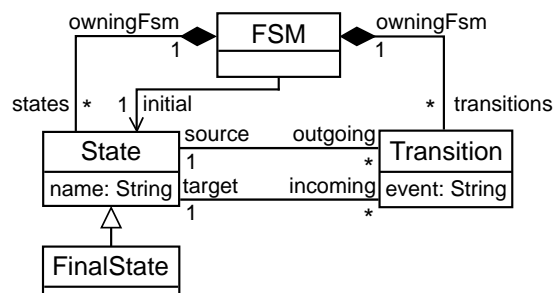 owningFsm
FSM
owningFsm
1
1
states
*
1
initial
*
transitions
State
source
outgoing
Transition
1
*
name: String
target
incoming
event: String
1
*
FinalState